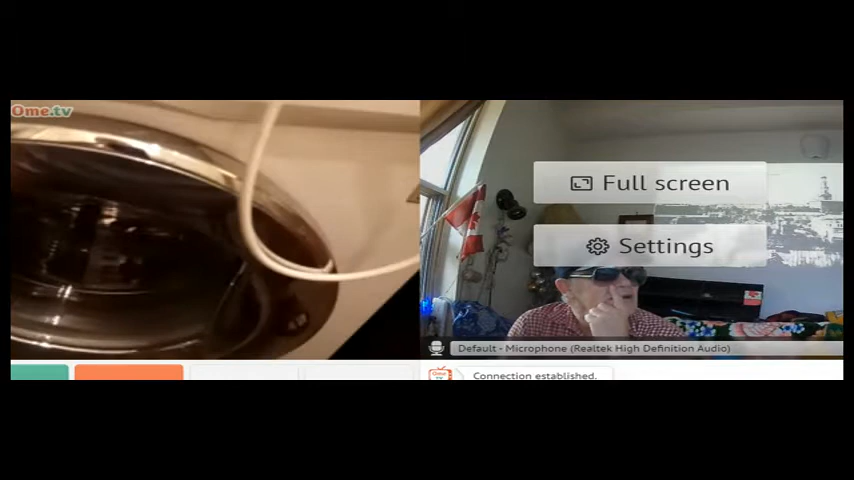 Ome.tv
Full screen
Settings
Default - Microphone (Realtek High Definition Audio)
Connection established.